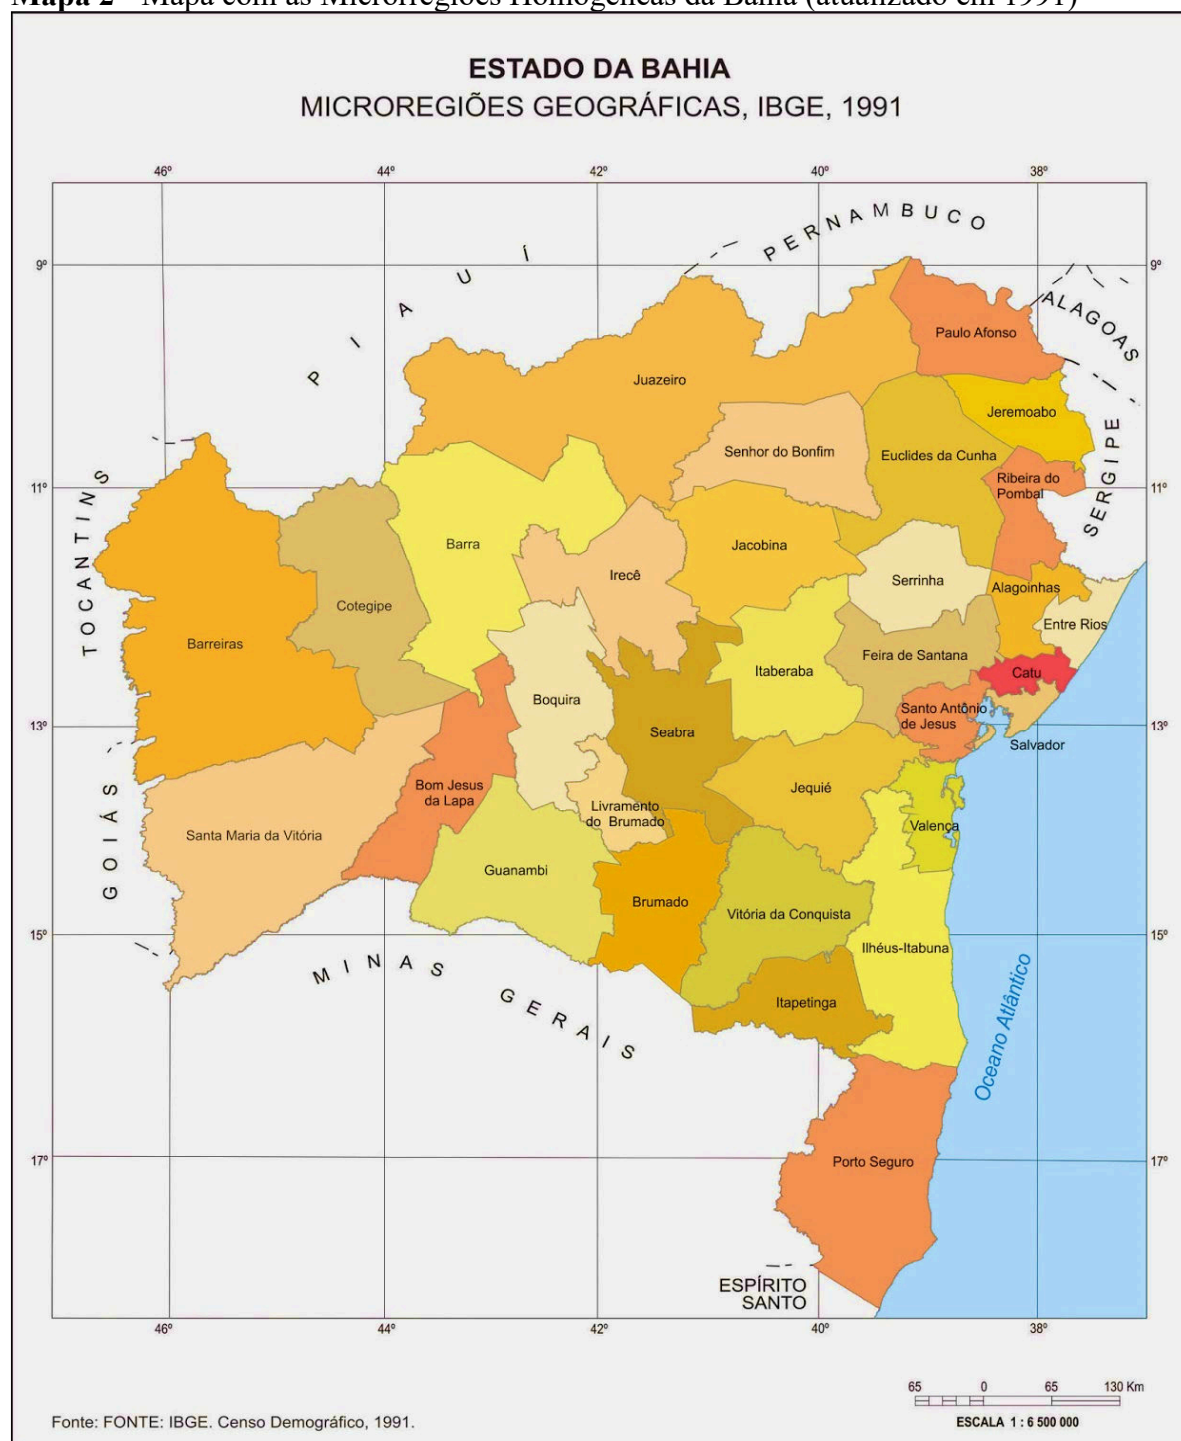 Mapa 2 - Mapa com as Microrregiões Homogêneas da Bahia (atualizado em 1991)
ESTADO DA BAHIA
MICROREGIÕES GEOGRÁFICAS, IBGE, 1991
46º 44º 42º 40º 38º
PERNAMBUCO
PIAUÍ
9º 9º
ALAGOAS
Paulo Afonso
Juazeiro
Jeremoabo
SERGIPE
Senhor do Bonfim
Euclides da Cunha
Ribeira do
Pombal
11º 11º
TOCANTINS
Barra
Jacobina
Irecê
Serrinha
Alagoinhas
Cotegipe
Entre Rios
Barreiras
Feira de Santana
Itaberaba
Catu
Boquira
Santo Antônio
de Jesus
13º 13º
Seabra
Salvador
GOIÁS
Bom Jesus
da Lapa
Jequié
Livramento
do Brumado
Santa Maria da Vitória
Valença
Guanambi
Brumado
Vitória da Conquista
15º 15º
Ilhéus-Itabuna
MINAS GERAIS
Itapetinga
Oceano Atlântico
17º 17º
Porto Seguro
ESPÍRITO
SANTO
46º 44º 42º 40º 38º
65 0 65 130 Km
ESCALA 1 : 6 500 000
Fonte: FONTE: IBGE. Censo Demográfico, 1991.